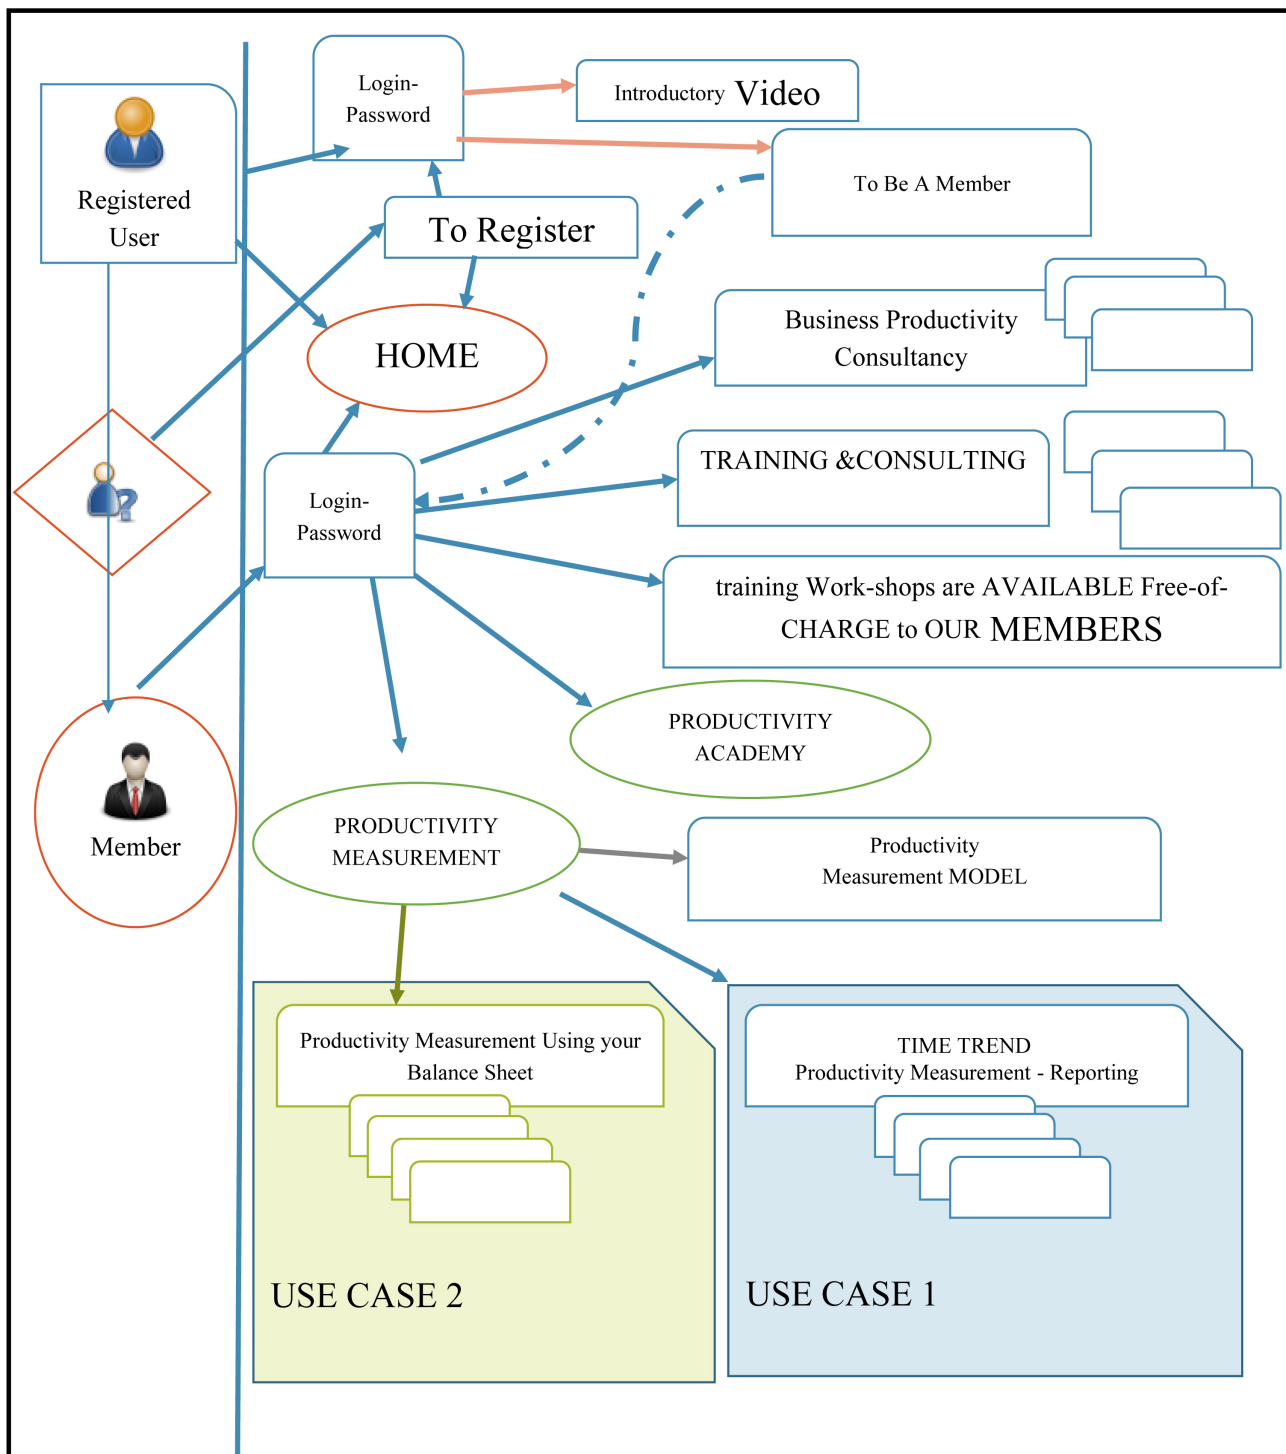 Login-
Password
Introductory Video
Registered
User
To Be A Member
To Register
HOME
Business Productivity
Consultancy
TRAINING &CONSULTING
Login-
Password
training Work-shops are AVAILABLE Free-of-
CHARGE to OUR MEMBERS
PRODUCTIVITY
ACADEMY
Member
PRODUCTIVITY
MEASUREMENT
Productivity
Measurement MODEL
Productivity Measurement Using your
Balance Sheet
TIME TREND
Productivity Measurement - Reporting
USE CASE 2
USE CASE 1